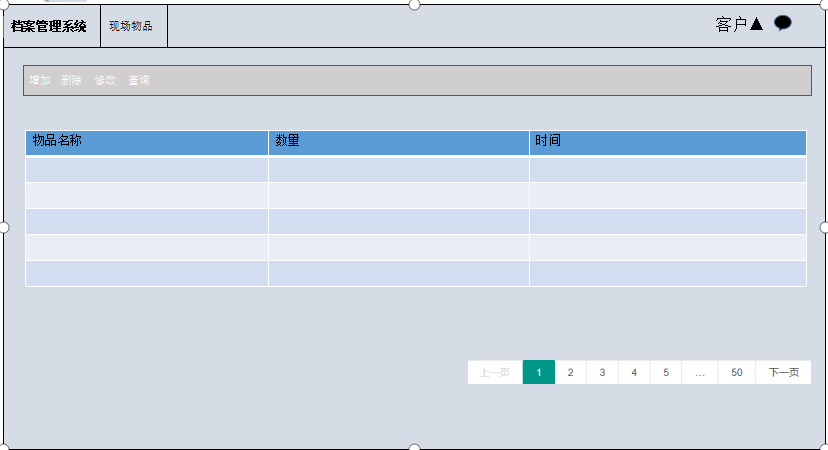 档案管理系统 现场物品 客户▲
增加 删除 修改 查询
物品名称 数量 时间
上一页 1 2 3 4 5 ... 50 下一页